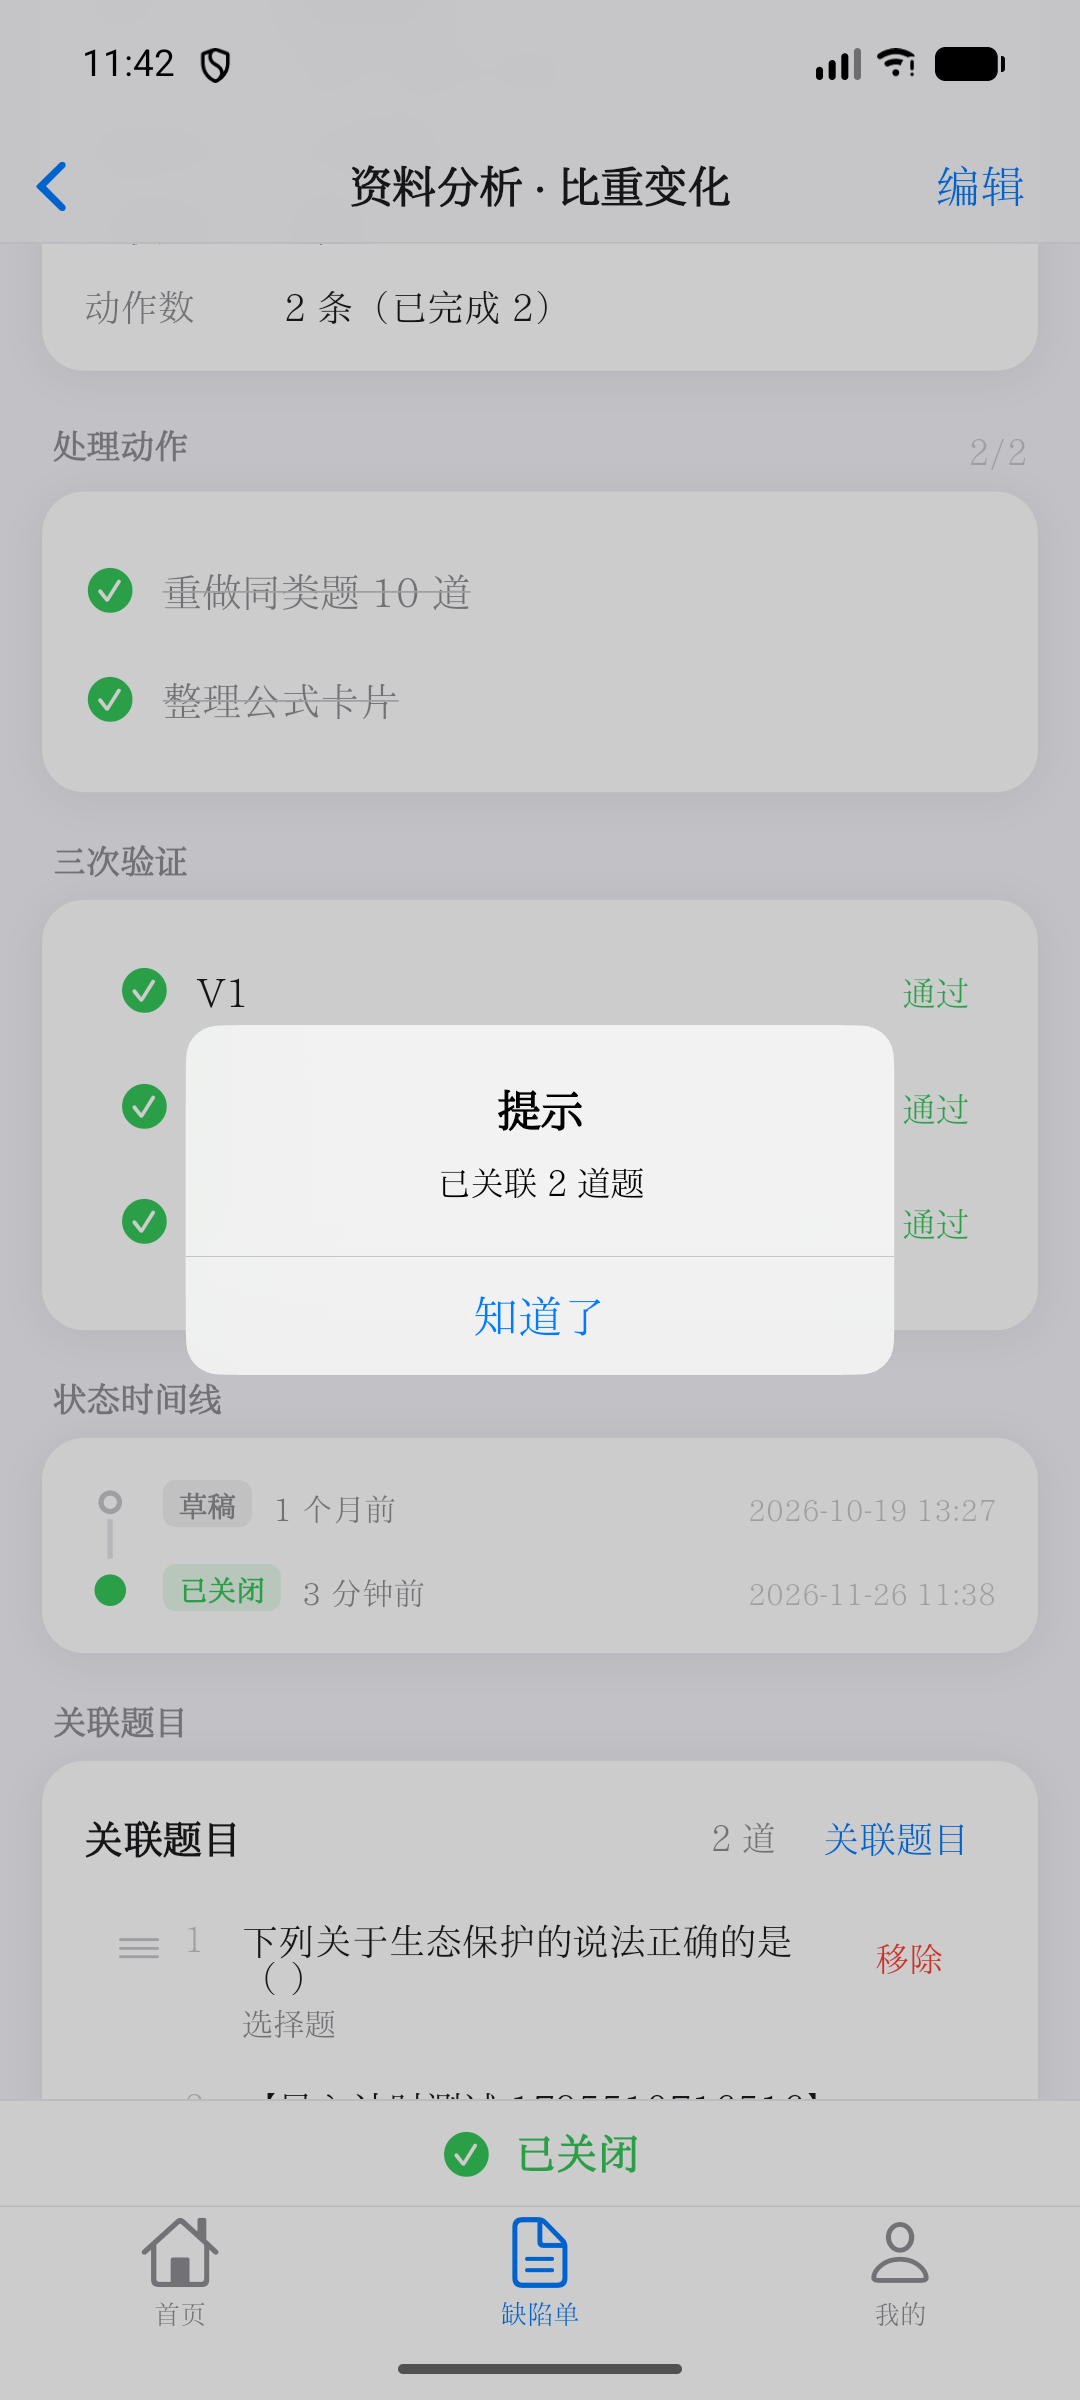 11:42
资料分析 · 比重变化
编辑
动作数 2 条（已完成 2）
处理动作
2/2
重做同类题 10 道
整理公式卡片
三次验证
V1 通过
通过
通过
提示
已关联 2 道题
知道了
状态时间线
草稿 1 个月前 2026-10-19 13:27
已关闭 3 分钟前 2026-11-26 11:38
关联题目
关联题目 2 道 关联题目
1 下列关于生态保护的说法正确的是
（ ）
移除
选择题
已关闭
首页 缺陷单 我的